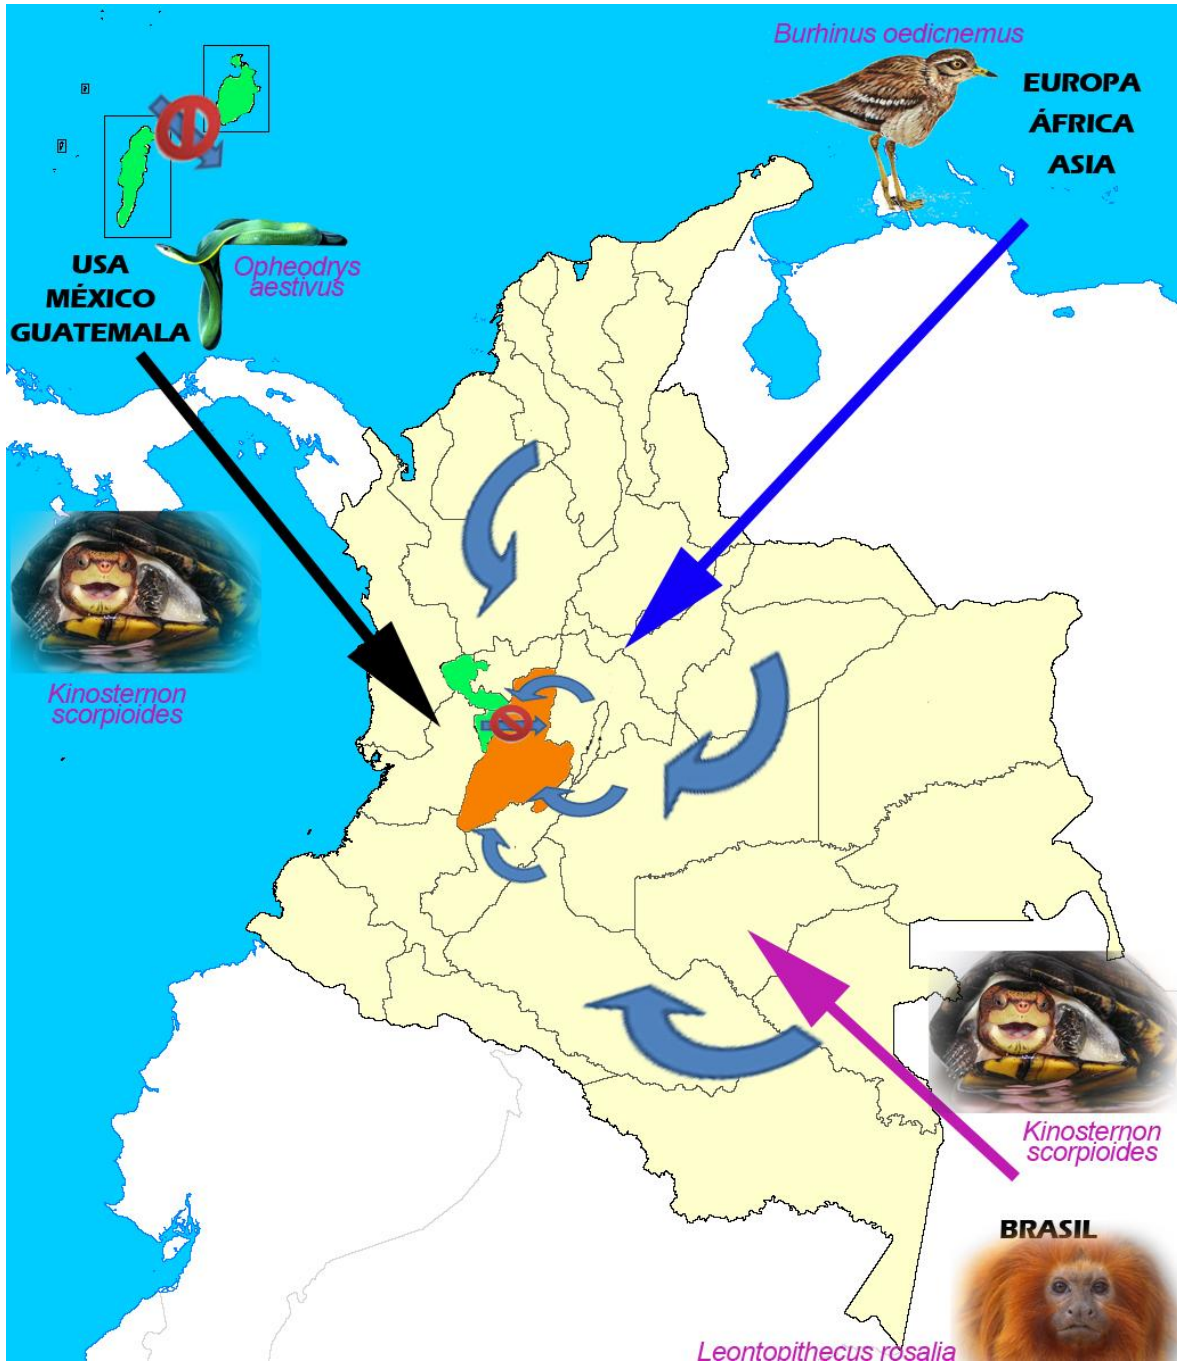 Burhinus oedicnemus
EUROPA
ÁFRICA
ASIA
USA
MÉXICO
GUATEMALA
Opheodrys
aestivus
Kinosternon
scorpioides
Kinosternon
scorpioides
BRASIL
Leontopithecus rosalia